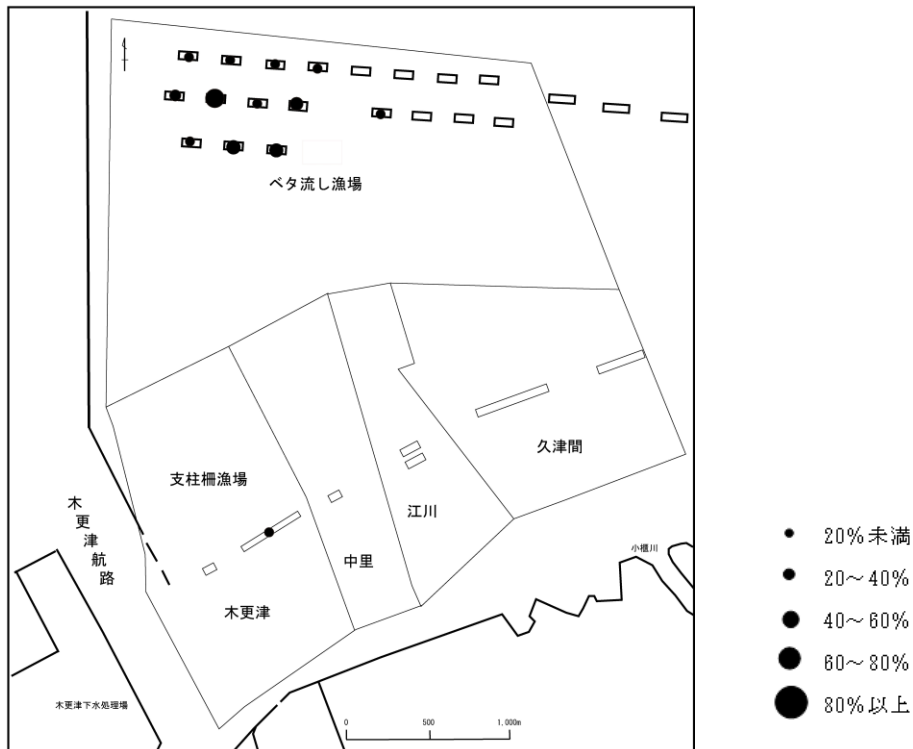 ベタ流し漁場
久津間
支柱柵漁場
江川
木更津航路
小櫃川
中里
木更津
木更津下水処理場
0 500 1,000m
20%未満
20～40%
40～60%
60～80%
80%以上